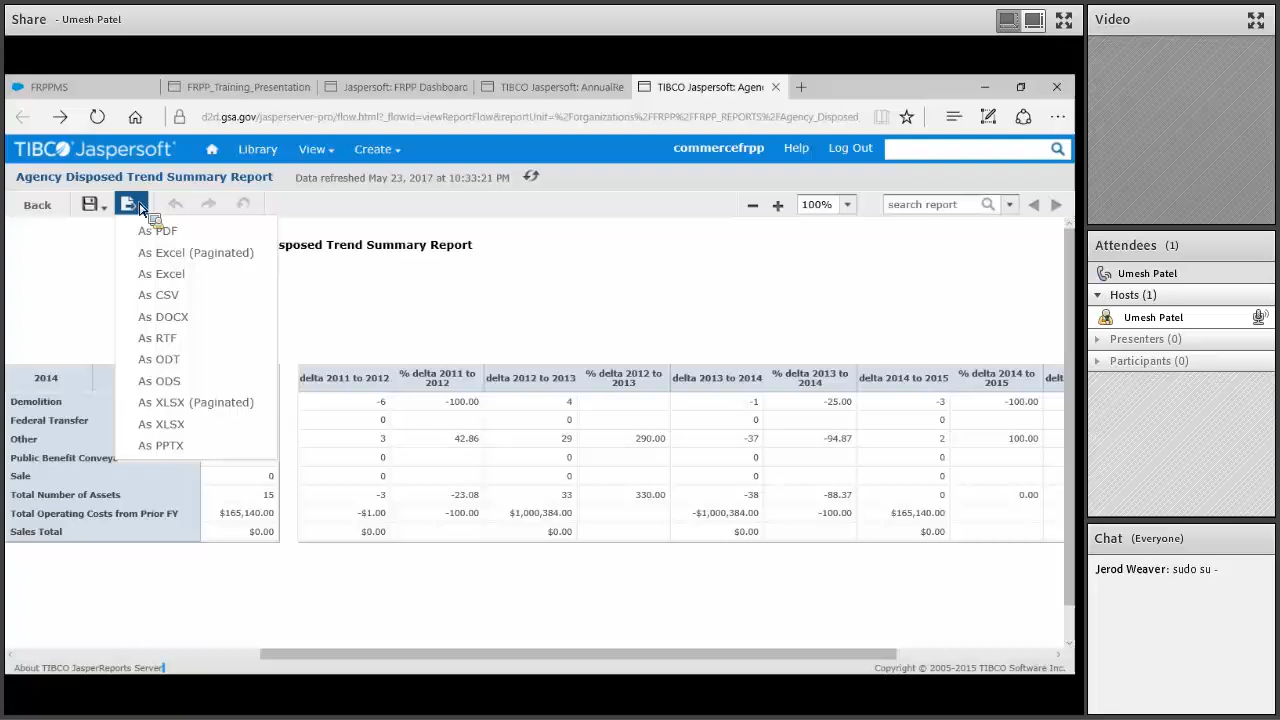 Share - Umesh Patel
Video
FRPPMS
FRPP_Training_Presentation
Jaspersoft: FRPP Dashboard
TIBCO Jaspersoft: AnnualRe
TIBCO Jaspersoft: Agen
d2d.gsa.gov/jasperserver-pro/flow.html?_flowId=viewReportFlow&reportUnit=%2Forganizations%2FFRPP%2FFRPP_REPORTS%2FAgency_Disposed
TIBCO Jaspersoft
Library View Create
commercefrpp Help Log Out
Agency Disposed Trend Summary Report
Data refreshed May 23, 2017 at 10:33:21 PM
Back
100%
search report
As PDF
As Excel (Paginated)
As Excel
As CSV
As DOCX
As RTF
As ODT
As ODS
As XLSX (Paginated)
As XLSX
As PPTX
sposed Trend Summary Report
2014 delta 2011 to 2012 % delta 2011 to 2012 delta 2012 to 2013 % delta 2012 to 2013 delta 2013 to 2014 % delta 2013 to 2014 delta 2014 to 2015 % delta 2014 to 2015 delt
Demolition -6 -100.00 4 -1 -25.00 -3 -100.00
Federal Transfer 0 0 0 0
Other 3 42.86 29 290.00 -37 -94.87 2 100.00
Public Benefit Conveya 0 0 0 0
Sale 0 0 0 0 0
Total Number of Assets 15 -3 -23.08 33 330.00 -38 -88.37 0 0.00
Total Operating Costs from Prior FY $165,140.00 -$1.00 -100.00 $1,000,384.00 -$1,000,384.00 -100.00 $165,140.00
Sales Total $0.00 $0.00 $0.00 $0.00 $0.00
About TIBCO JasperReports Server
Copyright © 2005-2015 TIBCO Software Inc.
Attendees (1)
Umesh Patel
Hosts (1)
Umesh Patel
Presenters (0)
Participants (0)
Chat (Everyone)
Jerod Weaver: sudo su -